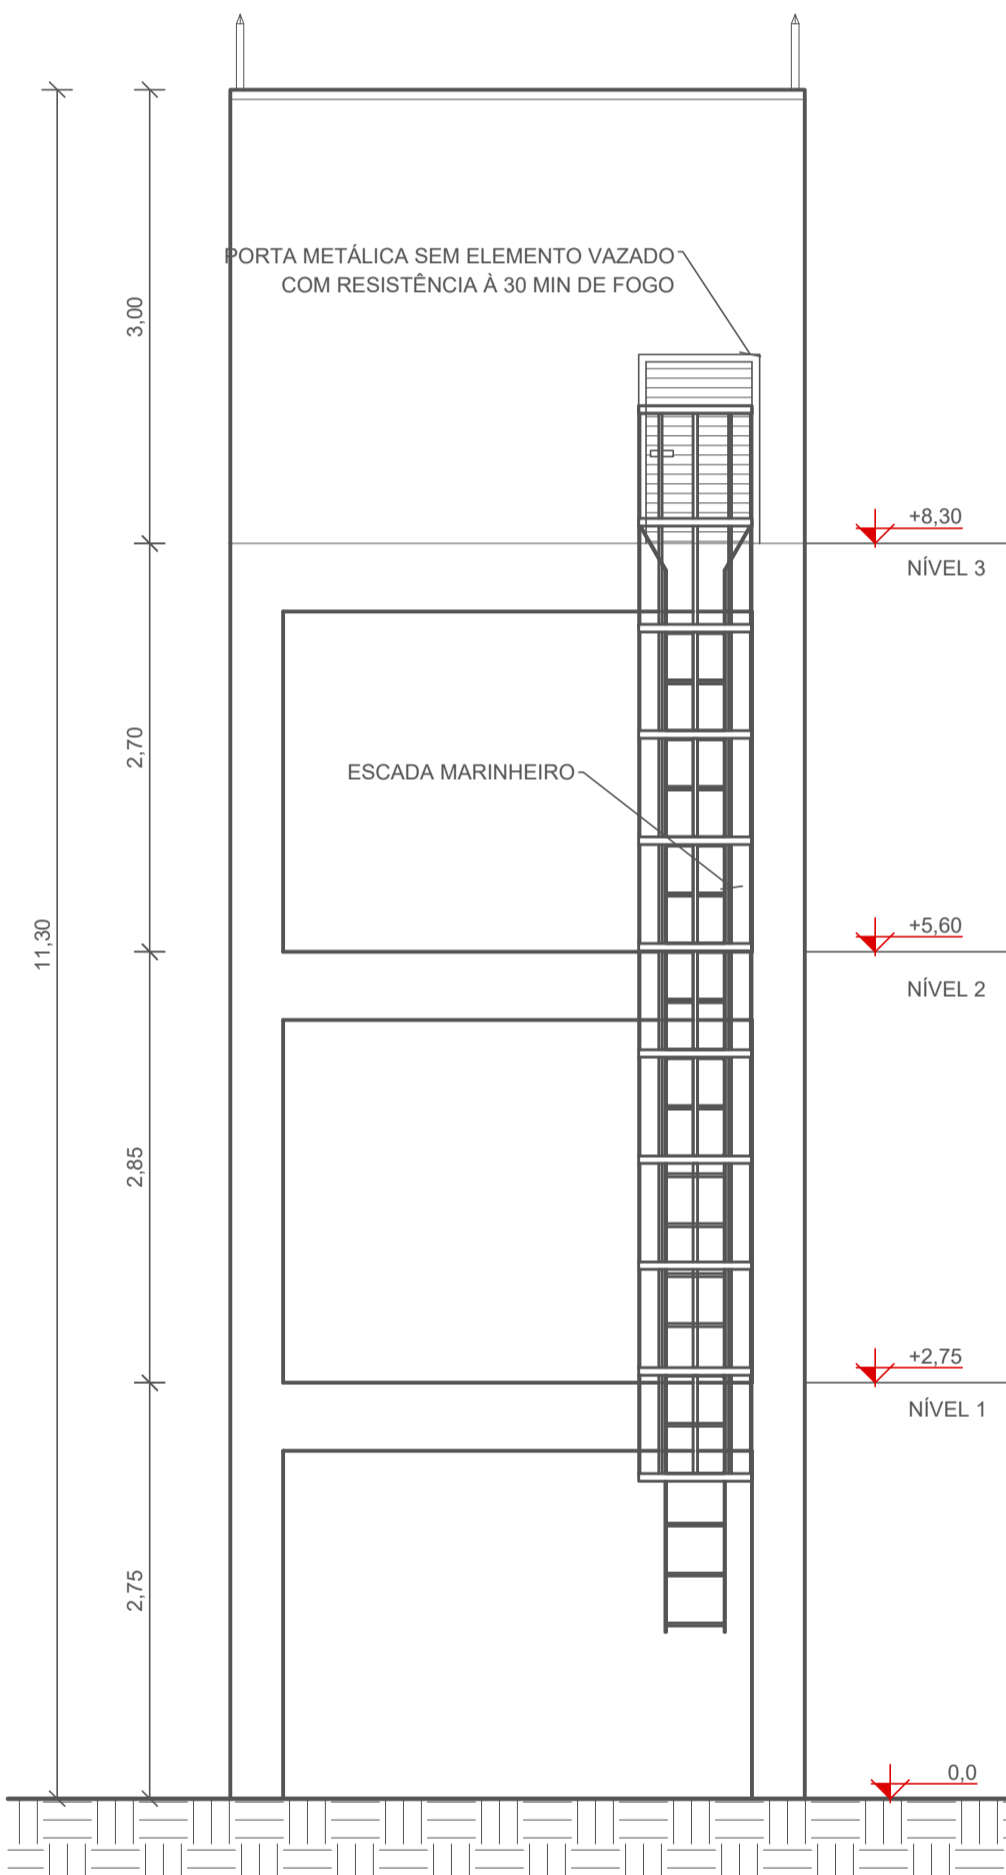 PORTA METÁLICA SEM ELEMENTO VAZADO
COM RESISTÊNCIA À 30 MIN DE FOGO
3,00
+8,30
NÍVEL 3
2,70
ESCADA MARINHEIRO
11,30
+5,60
NÍVEL 2
2,85
+2,75
NÍVEL 1
2,75
0,0